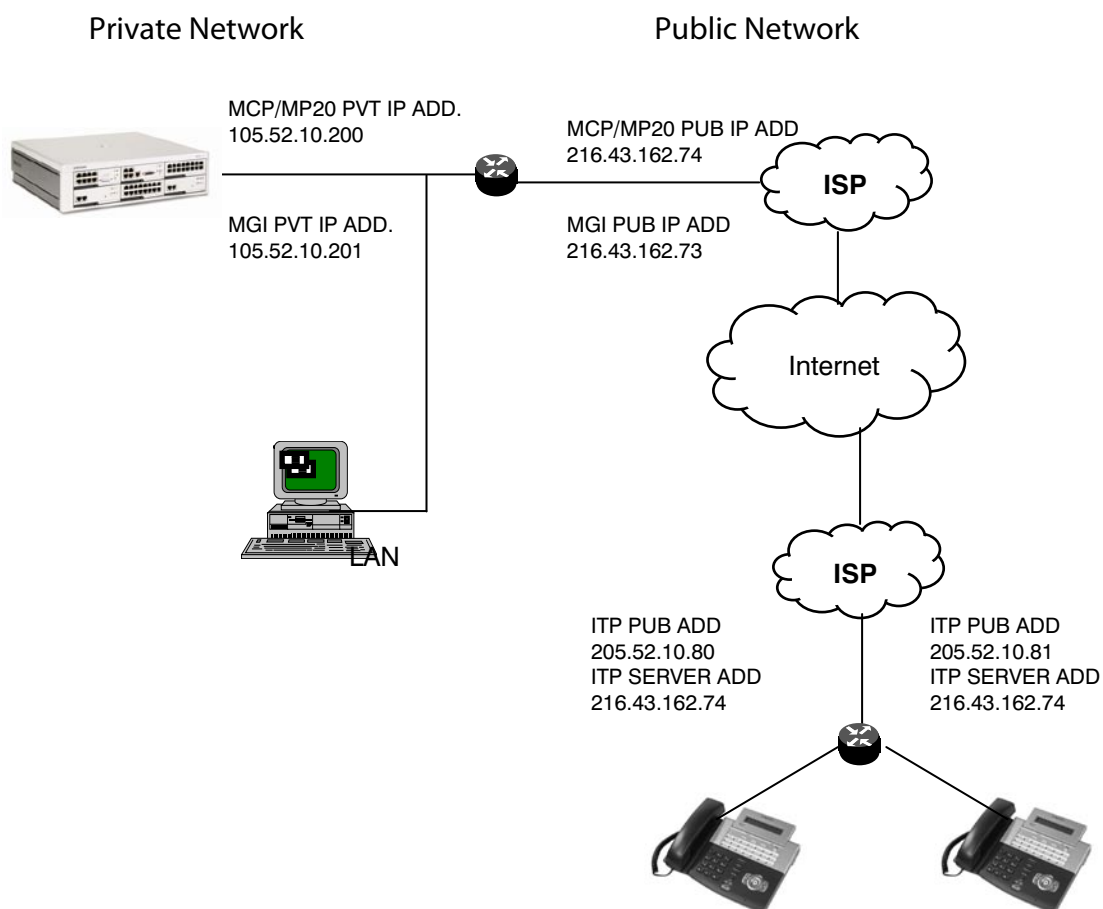 Private Network
Public Network
MCP/MP20 PVT IP ADD.
105.52.10.200
MCP/MP20 PUB IP ADD
216.43.162.74
ISP
MGI PVT IP ADD.
105.52.10.201
MGI PUB IP ADD
216.43.162.73
Internet
LAN
ISP
ITP PUB ADD
205.52.10.80
ITP SERVER ADD
216.43.162.74
ITP PUB ADD
205.52.10.81
ITP SERVER ADD
216.43.162.74